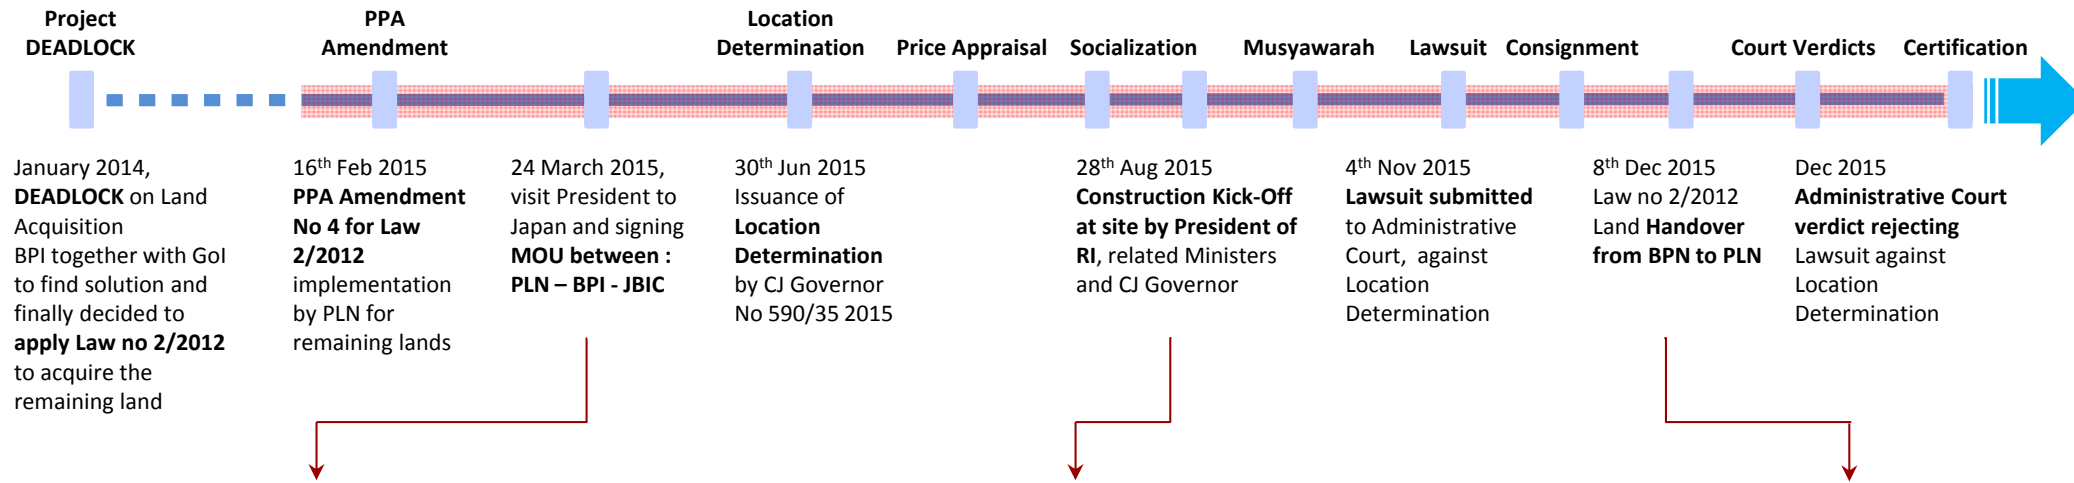 Project
DEADLOCK
PPA
Amendment
Location
Determination
Price Appraisal
Socialization
Musyawarah
Lawsuit
Consignment
Court Verdicts
Certification
January 2014,
DEADLOCK on Land
Acquisition
BPI together with GoI
to find solution and
finally decided to
apply Law no 2/2012
to acquire the
remaining land
16th Feb 2015
PPA Amendment
No 4 for Law
2/2012
implementation
by PLN for
remaining lands
24 March 2015,
visit President to
Japan and signing
MOU between :
PLN – BPI - JBIC
30th Jun 2015
Issuance of
Location
Determination
by CJ Governor
No 590/35 2015
28th Aug 2015
Construction Kick-Off
at site by President of
RI, related Ministers
and CJ Governor
4th Nov 2015
Lawsuit submitted
to Administrative
Court, against
Location
Determination
8th Dec 2015
Law no 2/2012
Land Handover
from BPN to PLN
Dec 2015
Administrative Court
verdict rejecting
Lawsuit against
Location
Determination